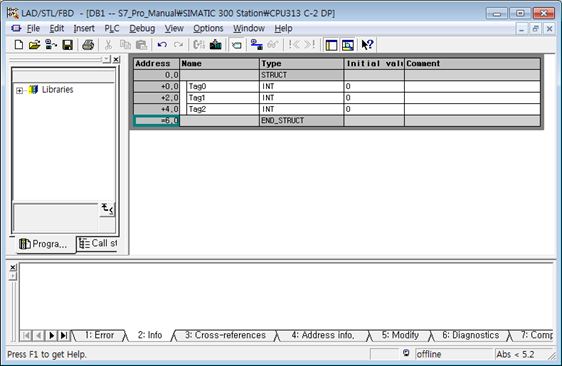 LAD/STL/FBD - [DB1 -- S7_Pro_Manual₩SIMATIC 300 Station₩CPU313 C-2 DP]
File Edit Insert PLC Debug View Options Window Help
Address Name Type Initial valu Comment
0.0 STRUCT
+0.0 Tag0 INT 0
+2.0 Tag1 INT 0
+4.0 Tag2 INT 0
=6.0 END_STRUCT
Libraries
Progra... Call st
1: Error 2: Info 3: Cross-references 4: Address info. 5: Modify 6: Diagnostics 7: Comp
Press F1 to get Help. offline Abs < 5.2